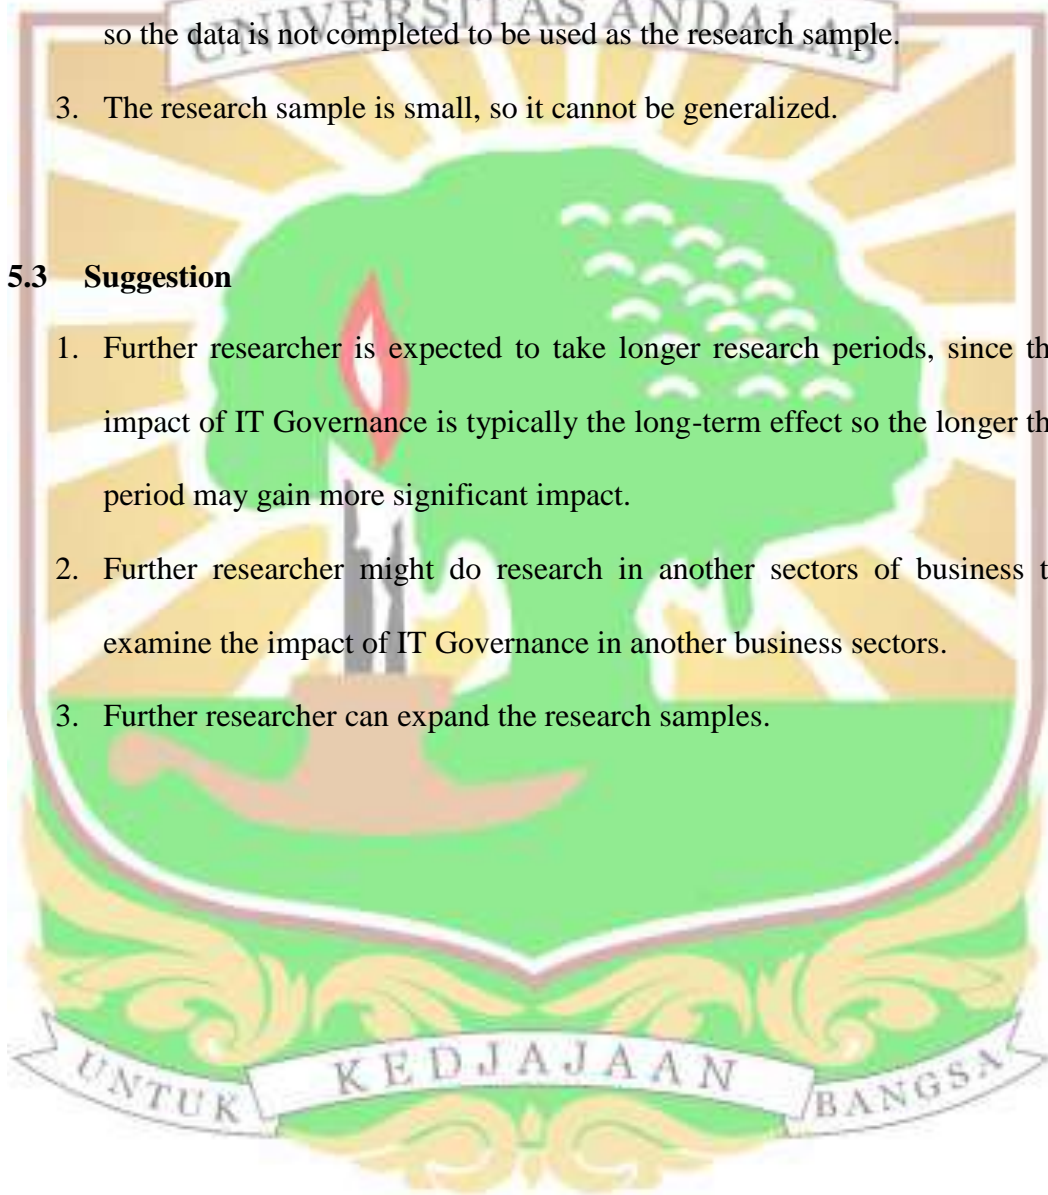 UNIVERSITAS ANDALAS
so the data is not completed to be used as the research sample.
3. The research sample is small, so it cannot be generalized.
5.3 Suggestion
1. Further researcher is expected to take longer research periods, since th
impact of IT Governance is typically the long-term effect so the longer th
period may gain more significant impact.
2. Further researcher might do research in another sectors of business t
examine the impact of IT Governance in another business sectors.
3. Further researcher can expand the research samples.
UNTUK KEDJAJAAN BANGSA